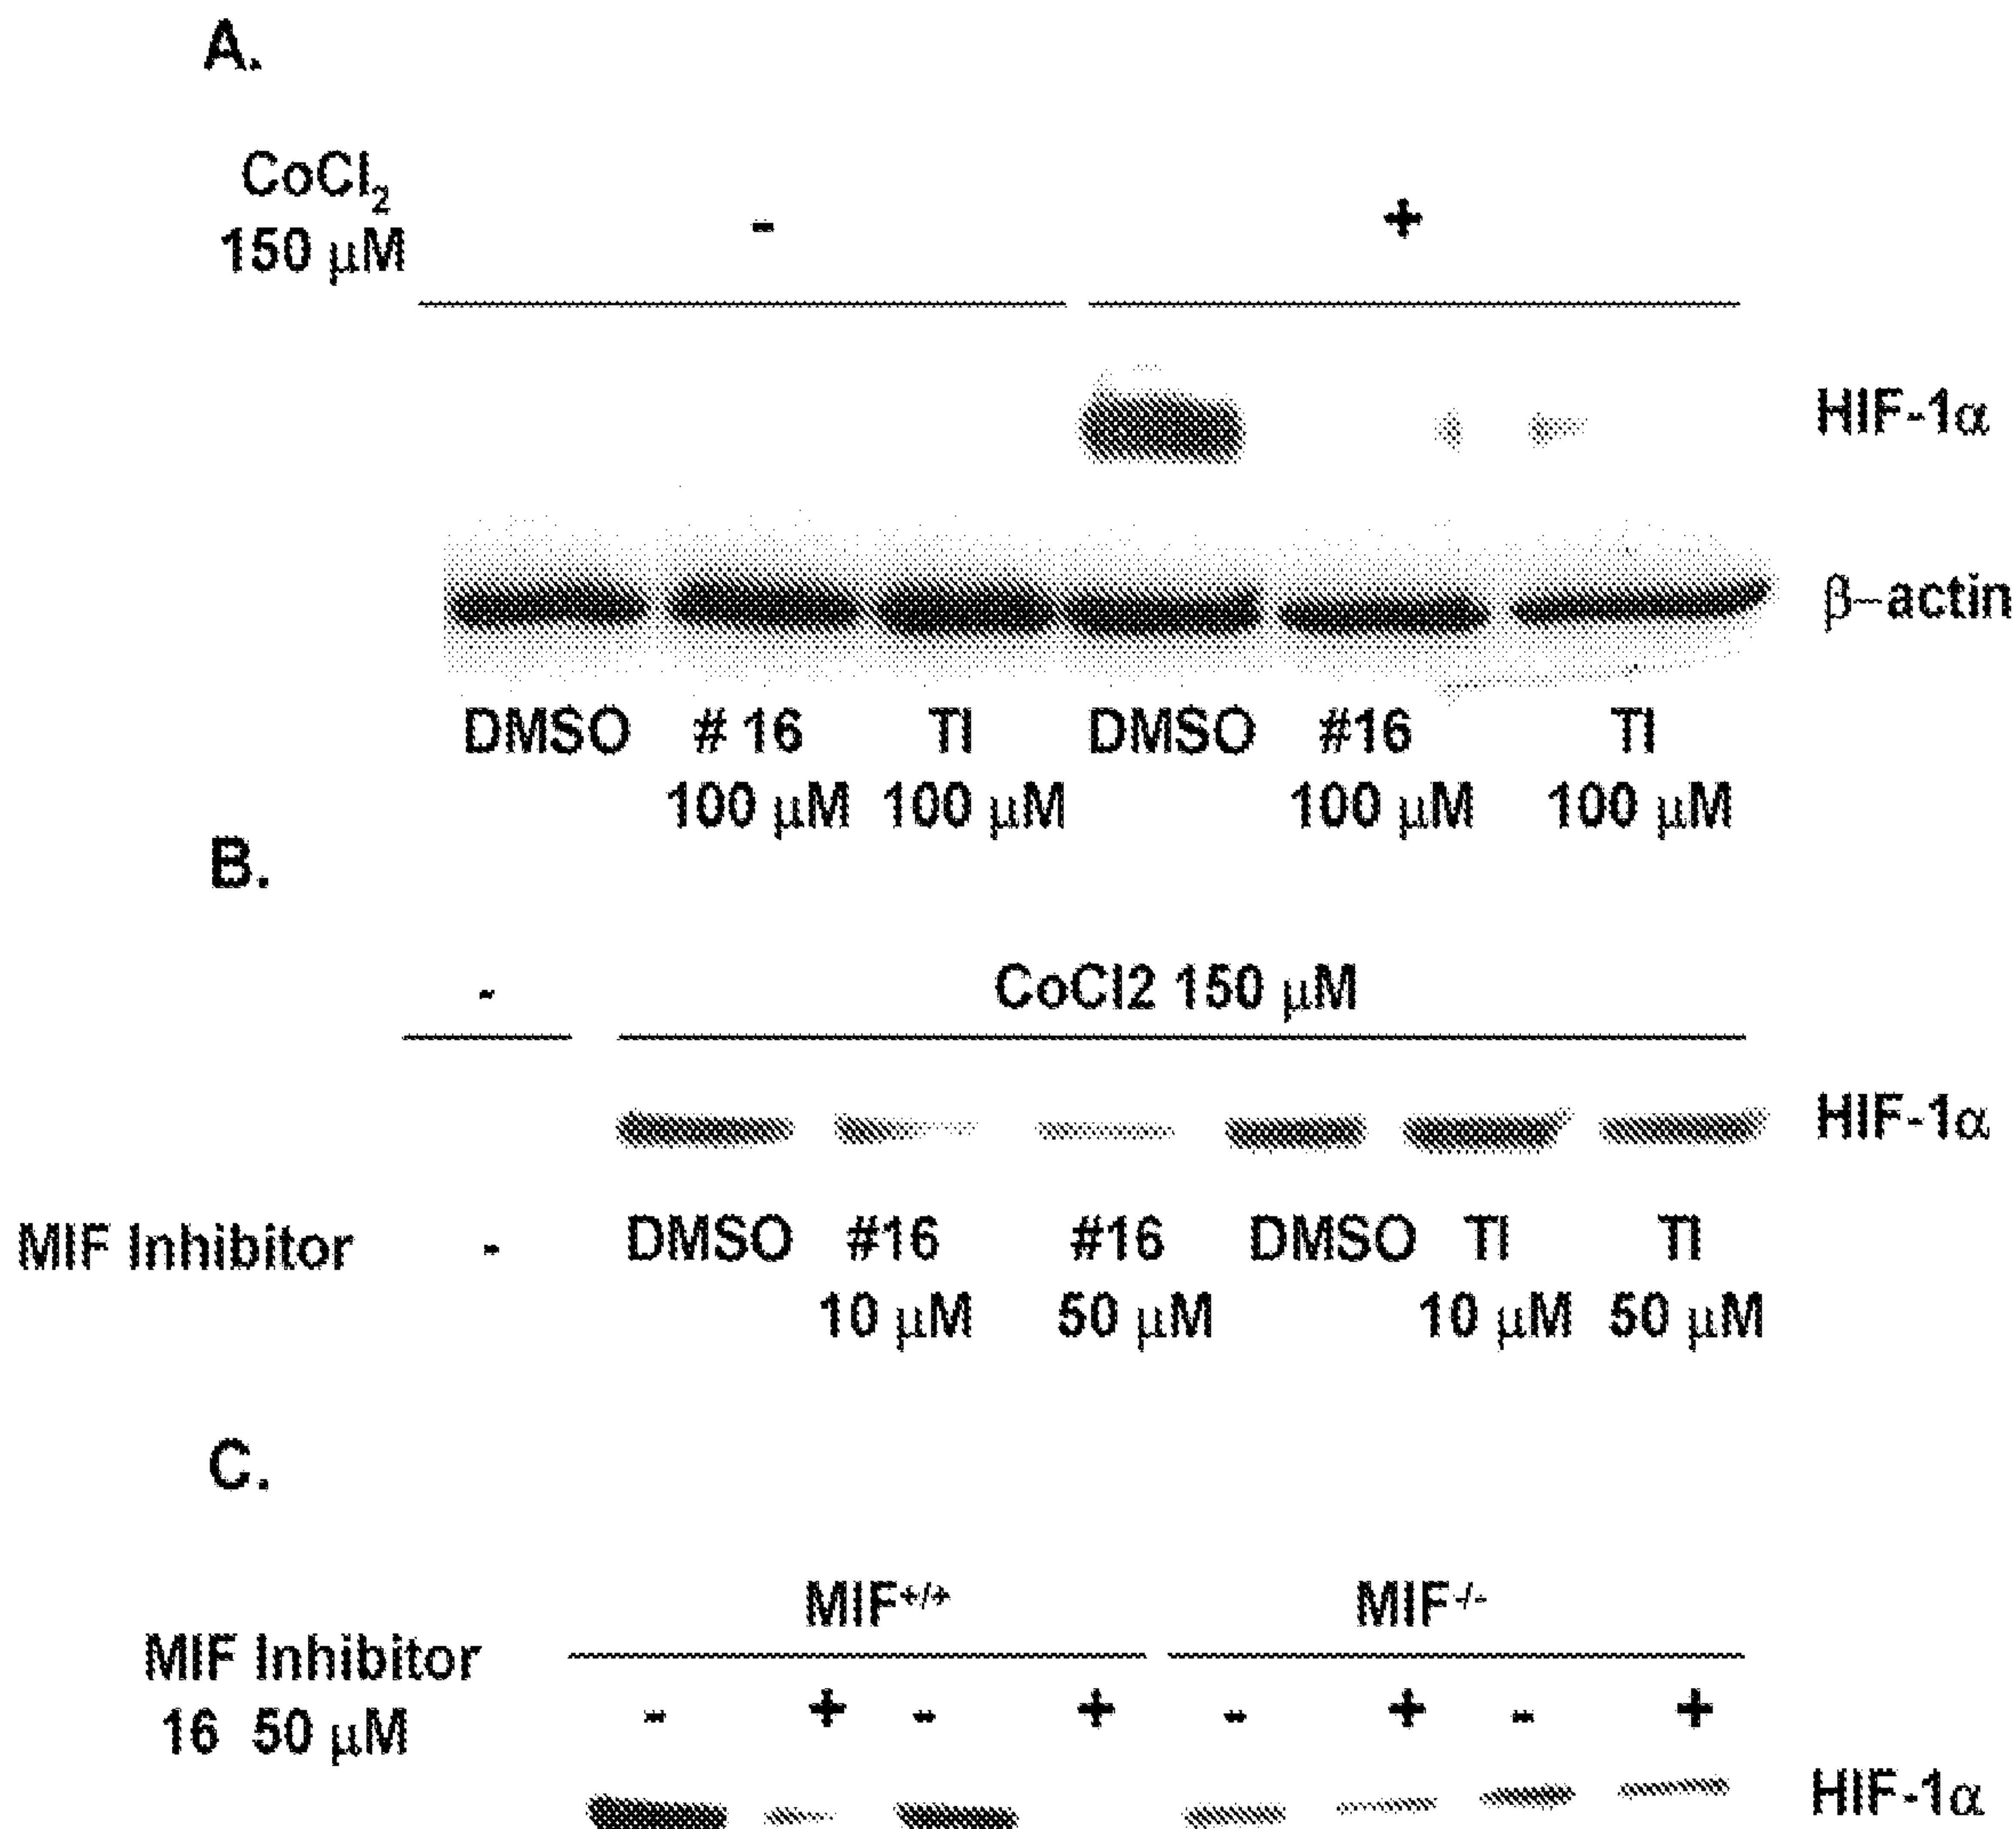 A.
CoCl₂
150 μM
- +
HIF-1α
β–actin
DMSO # 16 TI DMSO #16 TI
100 μM 100 μM 100 μM 100 μM
B.
- CoCl2 150 μM
HIF-1α
MIF Inhibitor - DMSO #16 #16 DMSO TI TI
10 μM 50 μM 10 μM 50 μM
C.
MIF⁺/⁺ MIF⁻/⁻
MIF Inhibitor
16 50 μM
- + - + - + - +
HIF-1α